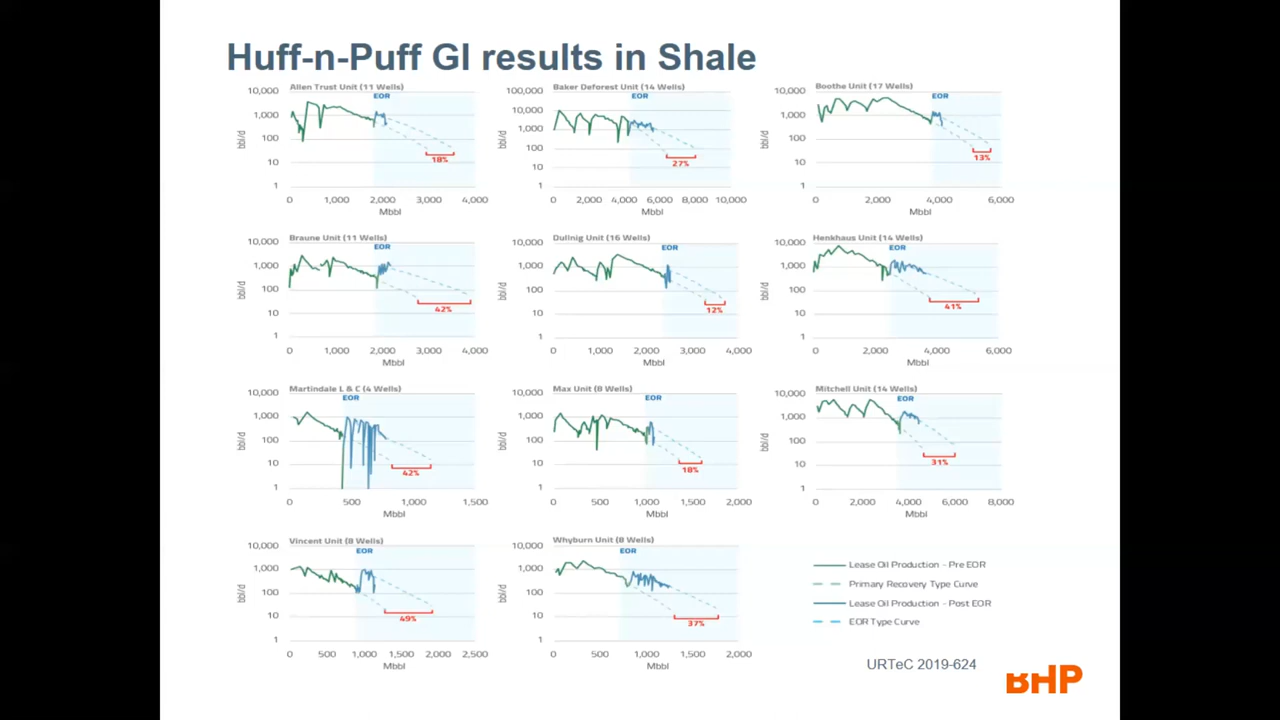 Huff-n-Puff GI results in Shale
Allen Trust Unit (11 Wells)
EOR
10,000
1,000
100
10
1
bbl/d
18%
0 1,000 2,000 3,000 4,000
Mbbl
Baker Deforest Unit (14 Wells)
EOR
100,000
10,000
1,000
100
10
1
bbl/d
27%
0 2,000 4,000 6,000 8,000 10,000
Mbbl
Boothe Unit (17 Wells)
EOR
10,000
1,000
100
10
1
bbl/d
13%
0 2,000 4,000 6,000
Mbbl
Braune Unit (11 Wells)
EOR
10,000
1,000
100
10
1
bbl/d
42%
0 1,000 2,000 3,000 4,000
Mbbl
Dullnig Unit (16 Wells)
EOR
10,000
1,000
100
10
1
bbl/d
12%
0 1,000 2,000 3,000 4,000
Mbbl
Henkhaus Unit (14 Wells)
EOR
10,000
1,000
100
10
1
bbl/d
41%
0 2,000 4,000 6,000
Mbbl
Martindale L & C (4 Wells)
EOR
10,000
1,000
100
10
1
bbl/d
42%
0 500 1,000 1,500
Mbbl
Max Unit (8 Wells)
EOR
10,000
1,000
100
10
1
bbl/d
18%
0 500 1,000 1,500 2,000
Mbbl
Mitchell Unit (14 Wells)
EOR
10,000
1,000
100
10
1
bbl/d
31%
0 2,000 4,000 6,000 8,000
Mbbl
Vincent Unit (8 Wells)
EOR
10,000
1,000
100
10
1
bbl/d
49%
0 500 1,000 1,500 2,000 2,500
Mbbl
Whyburn Unit (8 Wells)
EOR
10,000
1,000
100
10
1
bbl/d
37%
0 500 1,000 1,500 2,000
Mbbl
Lease Oil Production – Pre EOR
Primary Recovery Type Curve
Lease Oil Production – Post EOR
EOR Type Curve
URTeC 2019-624
BHP